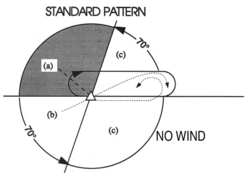 STANDARD PATTERN
70°
(c)
(a)
(b)
(c)
70°
NO WIND